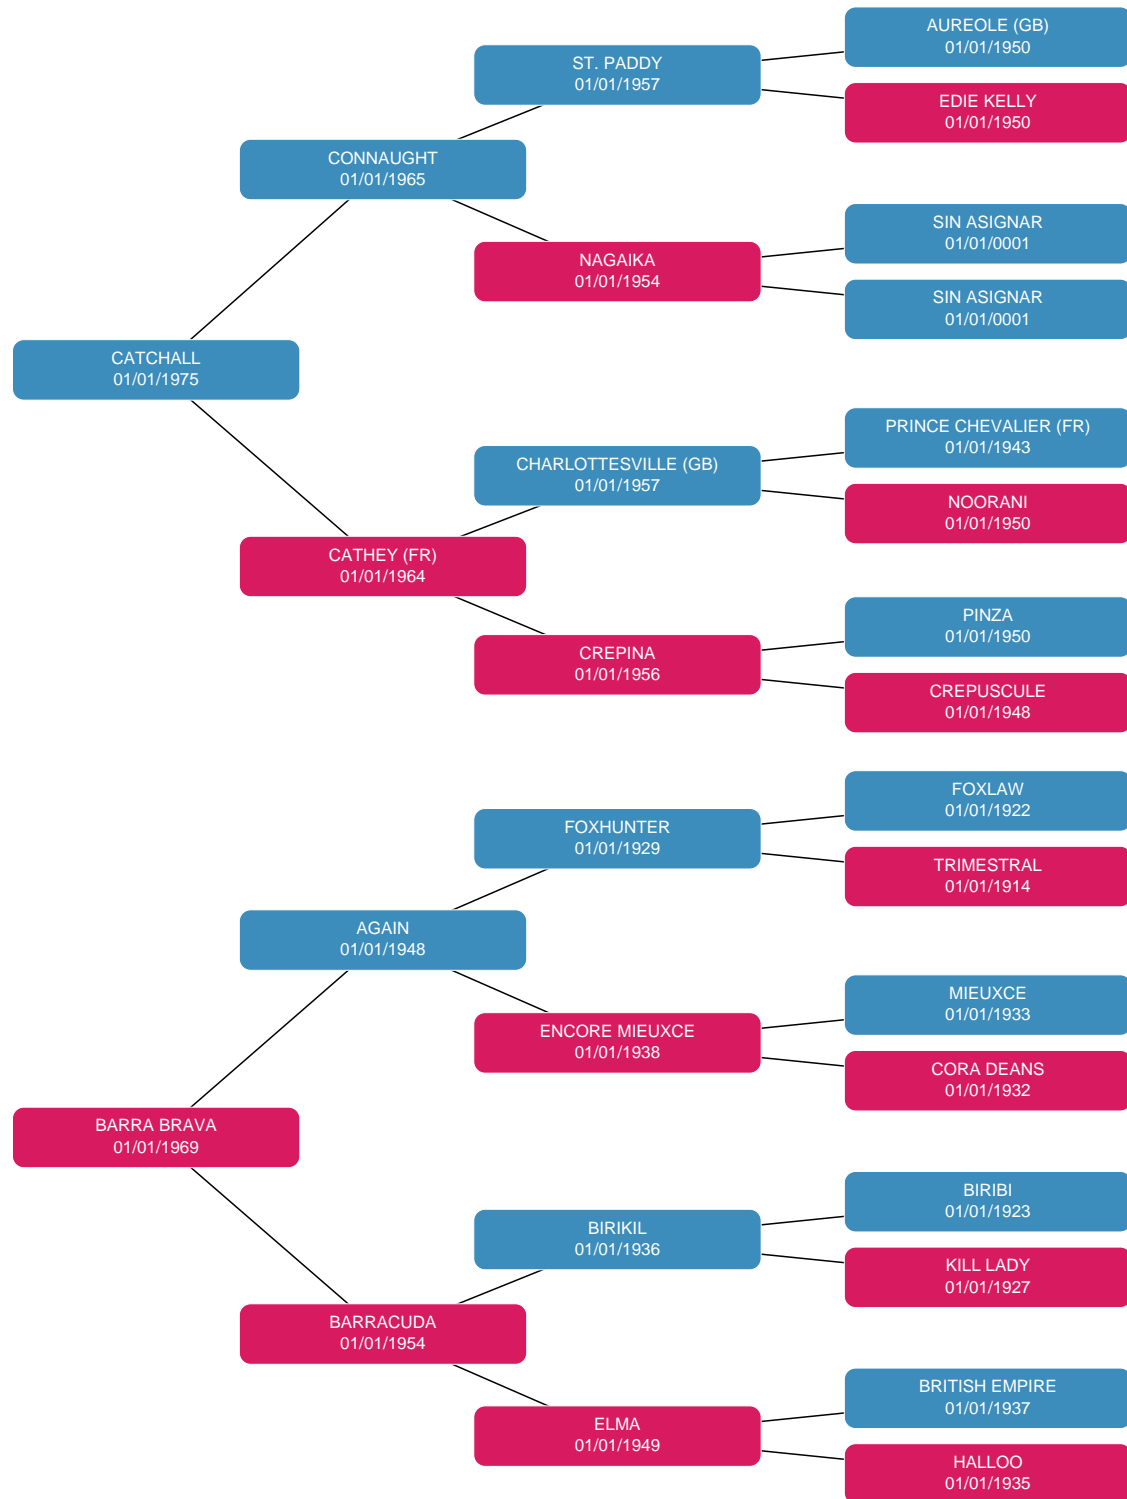 AUREOLE (GB)
01/01/1950
ST. PADDY
01/01/1957
EDIE KELLY
01/01/1950
CONNAUGHT
01/01/1965
SIN ASIGNAR
01/01/0001
NAGAIKA
01/01/1954
SIN ASIGNAR
01/01/0001
CATCHALL
01/01/1975
PRINCE CHEVALIER (FR)
01/01/1943
CHARLOTTESVILLE (GB)
01/01/1957
NOORANI
01/01/1950
CATHEY (FR)
01/01/1964
PINZA
01/01/1950
CREPINA
01/01/1956
CREPUSCULE
01/01/1948
FOXLAW
01/01/1922
FOXHUNTER
01/01/1929
TRIMESTRAL
01/01/1914
AGAIN
01/01/1948
MIEUXCE
01/01/1933
ENCORE MIEUXCE
01/01/1938
CORA DEANS
01/01/1932
BARRA BRAVA
01/01/1969
BIRIBI
01/01/1923
BIRIKIL
01/01/1936
KILL LADY
01/01/1927
BARRACUDA
01/01/1954
BRITISH EMPIRE
01/01/1937
ELMA
01/01/1949
HALLOO
01/01/1935